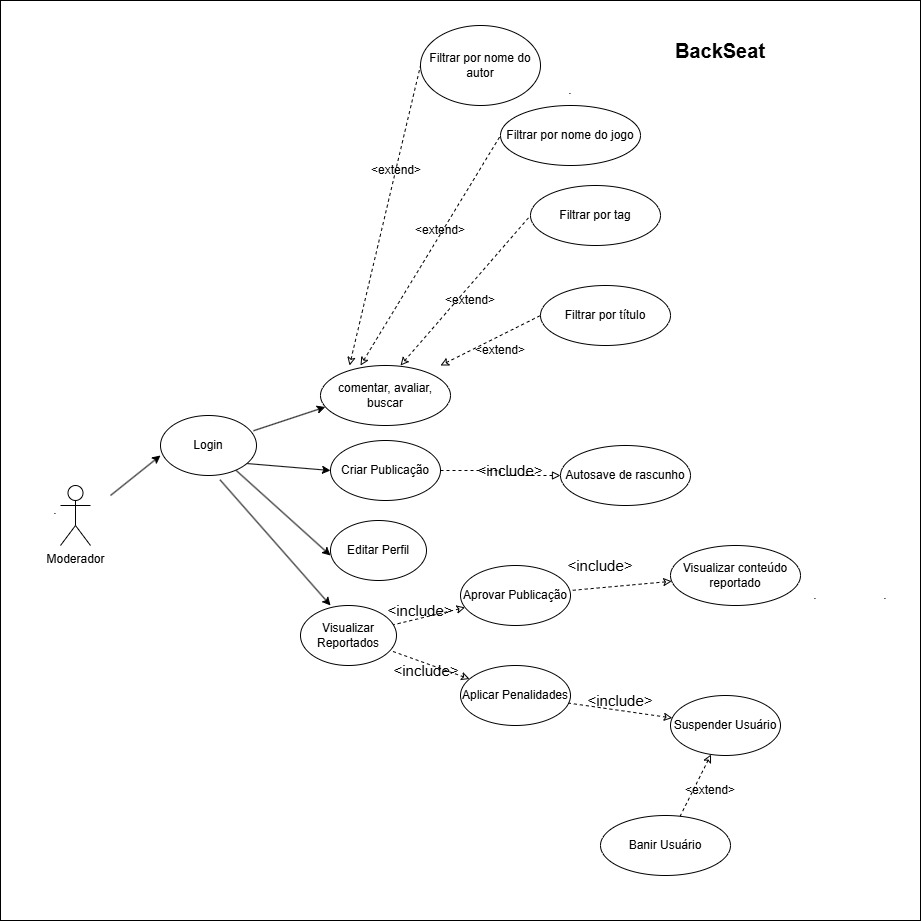 BackSeat
Filtrar por nome do
autor
Filtrar por nome do jogo
<extend>
Filtrar por tag
<extend>
<extend>
Filtrar por título
<extend>
comentar, avaliar,
buscar
Login
Criar Publicação
<include>
Autosave de rascunho
Moderador
Editar Perfil
<include>
Visualizar conteúdo
reportado
Aprovar Publicação
<include>
Visualizar
Reportados
<include>
Aplicar Penalidades
<include>
Suspender Usuário
<extend>
Banir Usuário